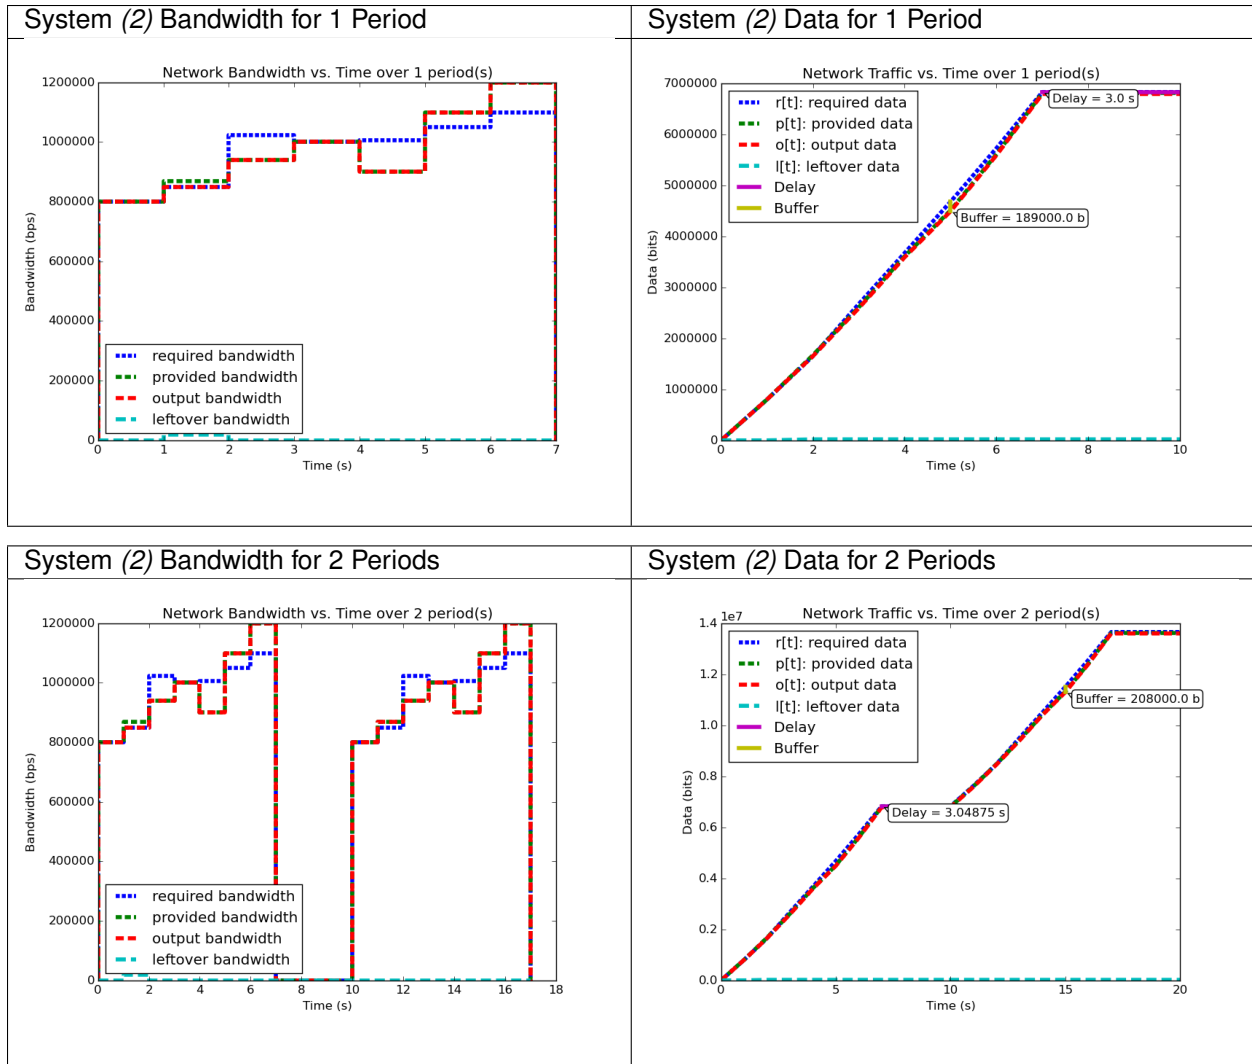 System (2) Bandwidth for 1 Period
Network Bandwidth vs. Time over 1 period(s)
1200000
1000000
800000
600000
400000
200000
0
Bandwidth (bps)
required bandwidth
provided bandwidth
output bandwidth
leftover bandwidth
0 1 2 3 4 5 6 7
Time (s)
System (2) Data for 1 Period
Network Traffic vs. Time over 1 period(s)
7000000
6000000
5000000
4000000
3000000
2000000
1000000
0
Data (bits)
r[t]: required data
p[t]: provided data
o[t]: output data
l[t]: leftover data
Delay
Buffer
Delay = 3.0 s
Buffer = 189000.0 b
0 2 4 6 8 10
Time (s)
System (2) Bandwidth for 2 Periods
Network Bandwidth vs. Time over 2 period(s)
1200000
1000000
800000
600000
400000
200000
0
Bandwidth (bps)
required bandwidth
provided bandwidth
output bandwidth
leftover bandwidth
0 2 4 6 8 10 12 14 16 18
Time (s)
System (2) Data for 2 Periods
Network Traffic vs. Time over 2 period(s)
1e7
1.4
1.2
1.0
0.8
0.6
0.4
0.2
0.0
Data (bits)
r[t]: required data
p[t]: provided data
o[t]: output data
l[t]: leftover data
Delay
Buffer
Buffer = 208000.0 b
Delay = 3.04875 s
0 5 10 15 20
Time (s)